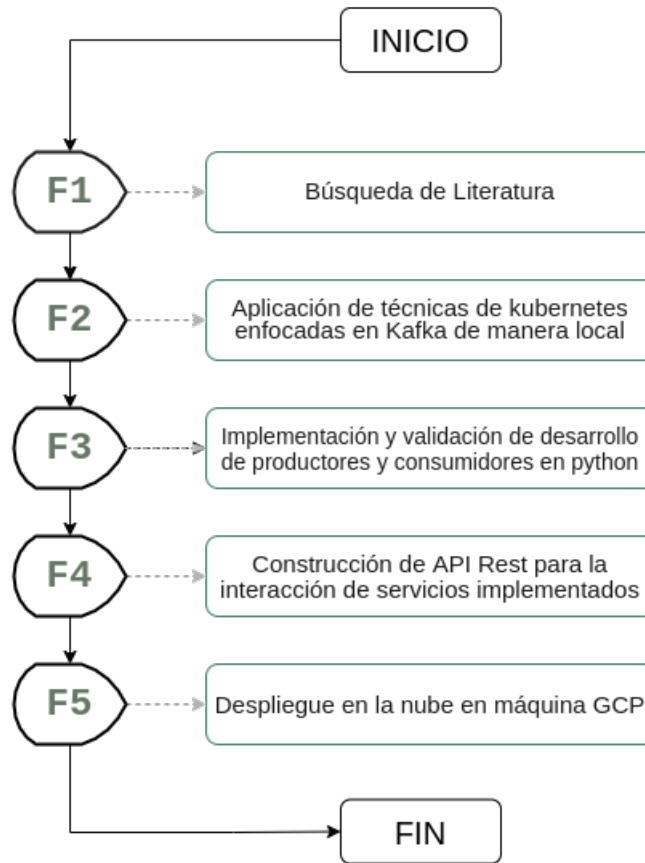 INICIO
F1
Búsqueda de Literatura
F2
Aplicación de técnicas de kubernetes
enfocadas en Kafka de manera local
F3
Implementación y validación de desarrollo
de productores y consumidores en python
F4
Construcción de API Rest para la
interacción de servicios implementados
F5
Despliegue en la nube en máquina GCP
FIN